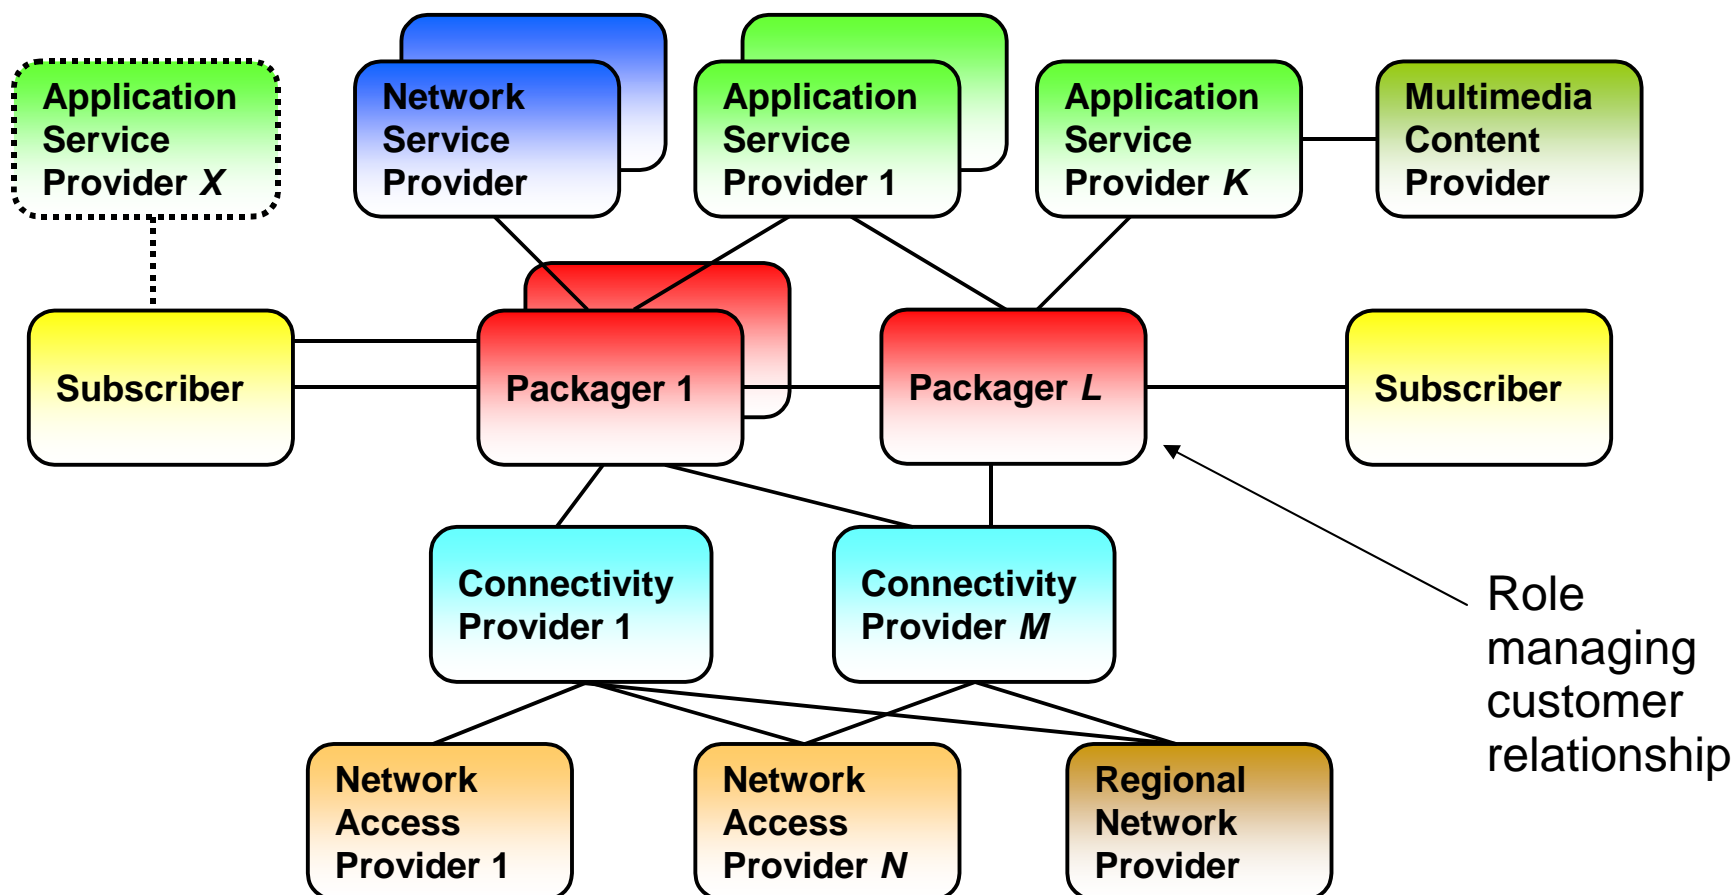 Application
Service
Provider X
Network
Service
Provider
Application
Service
Provider 1
Application
Service
Provider K
Multimedia
Content
Provider
Subscriber
Packager 1
Packager L
Subscriber
Connectivity
Provider 1
Connectivity
Provider M
Role
managing
customer
relationship
Network
Access
Provider 1
Network
Access
Provider N
Regional
Network
Provider